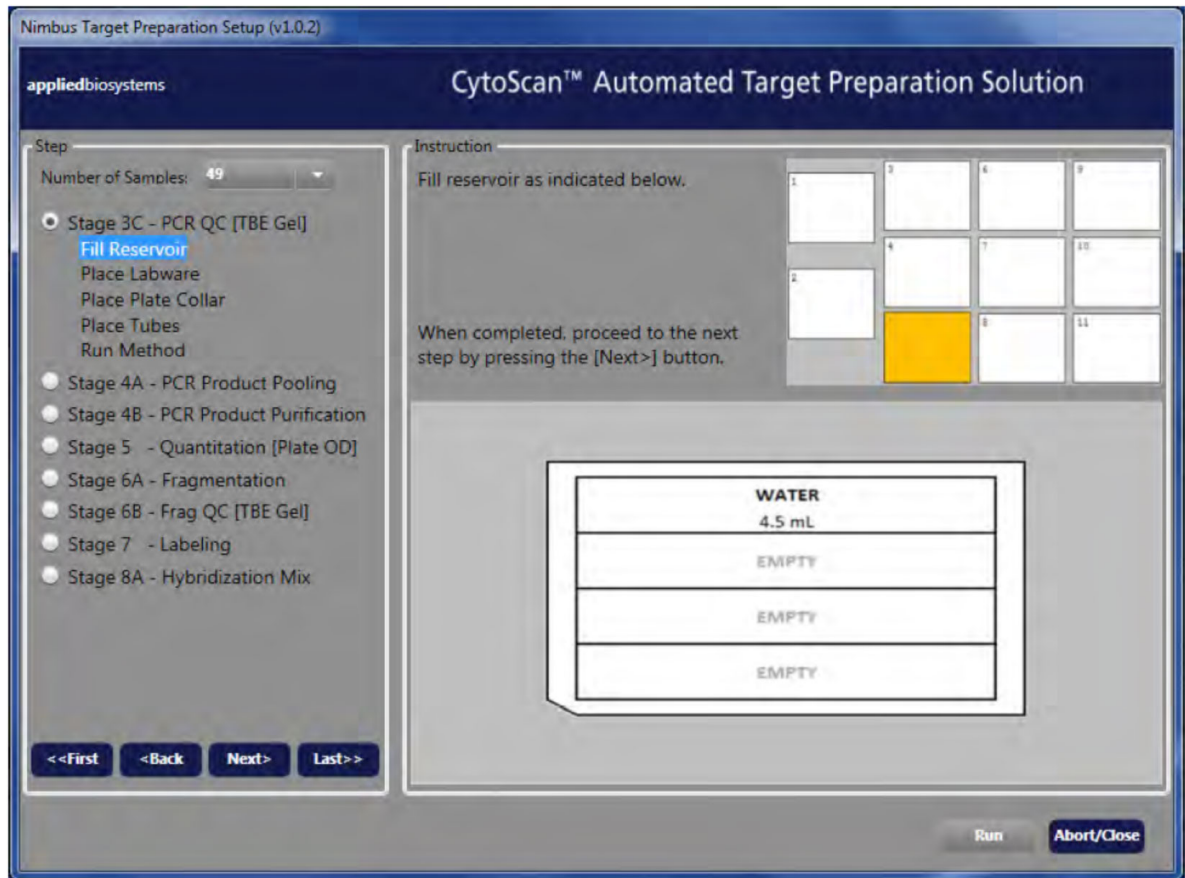 Nimbus Target Preparation Setup (v1.0.2)
appliedbiosystems
CytoScan™ Automated Target Preparation Solution
Step
Number of Samples: 49
Stage 3C - PCR QC [TBE Gel]
Fill Reservoir
Place Labware
Place Plate Collar
Place Tubes
Run Method
Stage 4A - PCR Product Pooling
Stage 4B - PCR Product Purification
Stage 5 - Quantitation [Plate OD]
Stage 6A - Fragmentation
Stage 6B - Frag QC [TBE Gel]
Stage 7 - Labeling
Stage 8A - Hybridization Mix
<<First <Back Next> Last>>
Instruction
Fill reservoir as indicated below.
When completed, proceed to the next
step by pressing the [Next>] button.
1
2
3
4
7
10
8
11
WATER
4.5 mL
EMPTY
EMPTY
EMPTY
Run Abort/Close